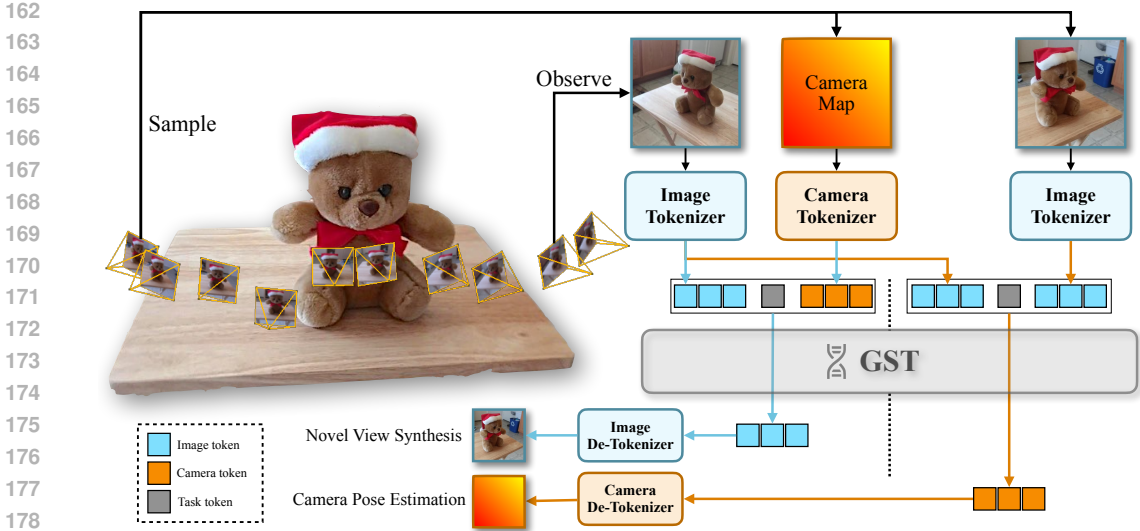 162
163
164
165
166
167
168
169
170
171
172
173
174
175
176
177
178
Sample
Observe
Camera
Map
Image
Tokenizer
Camera
Tokenizer
Image
Tokenizer
GST
Novel View Synthesis
Image
De-Tokenizer
Camera Pose Estimation
Camera
De-Tokenizer
Image token
Camera token
Task token